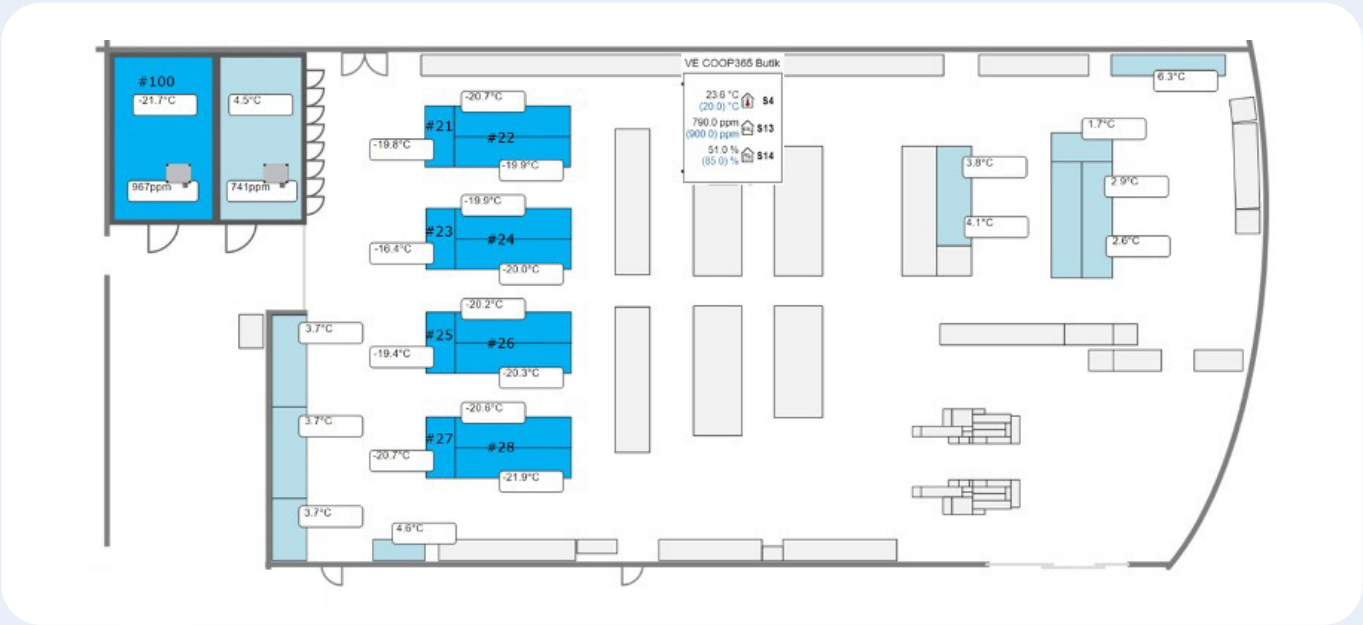 VE COOP365 Butik
23.6 °C
(20.0) °C
S4
790.0 ppm
(900.0) ppm
S13
51.0 %
(85.0) %
S14
#100
-21.7°C
967ppm
4.5°C
741ppm
-20.7°C
#21
#22
-19.8°C
-19.9°C
-19.9°C
#23
#24
-16.4°C
-20.0°C
-20.2°C
#25
#26
-19.4°C
-20.3°C
-20.6°C
#27
#28
-20.7°C
-21.9°C
3.7°C
3.7°C
3.7°C
4.6°C
6.3°C
1.7°C
3.8°C
2.9°C
4.1°C
2.6°C